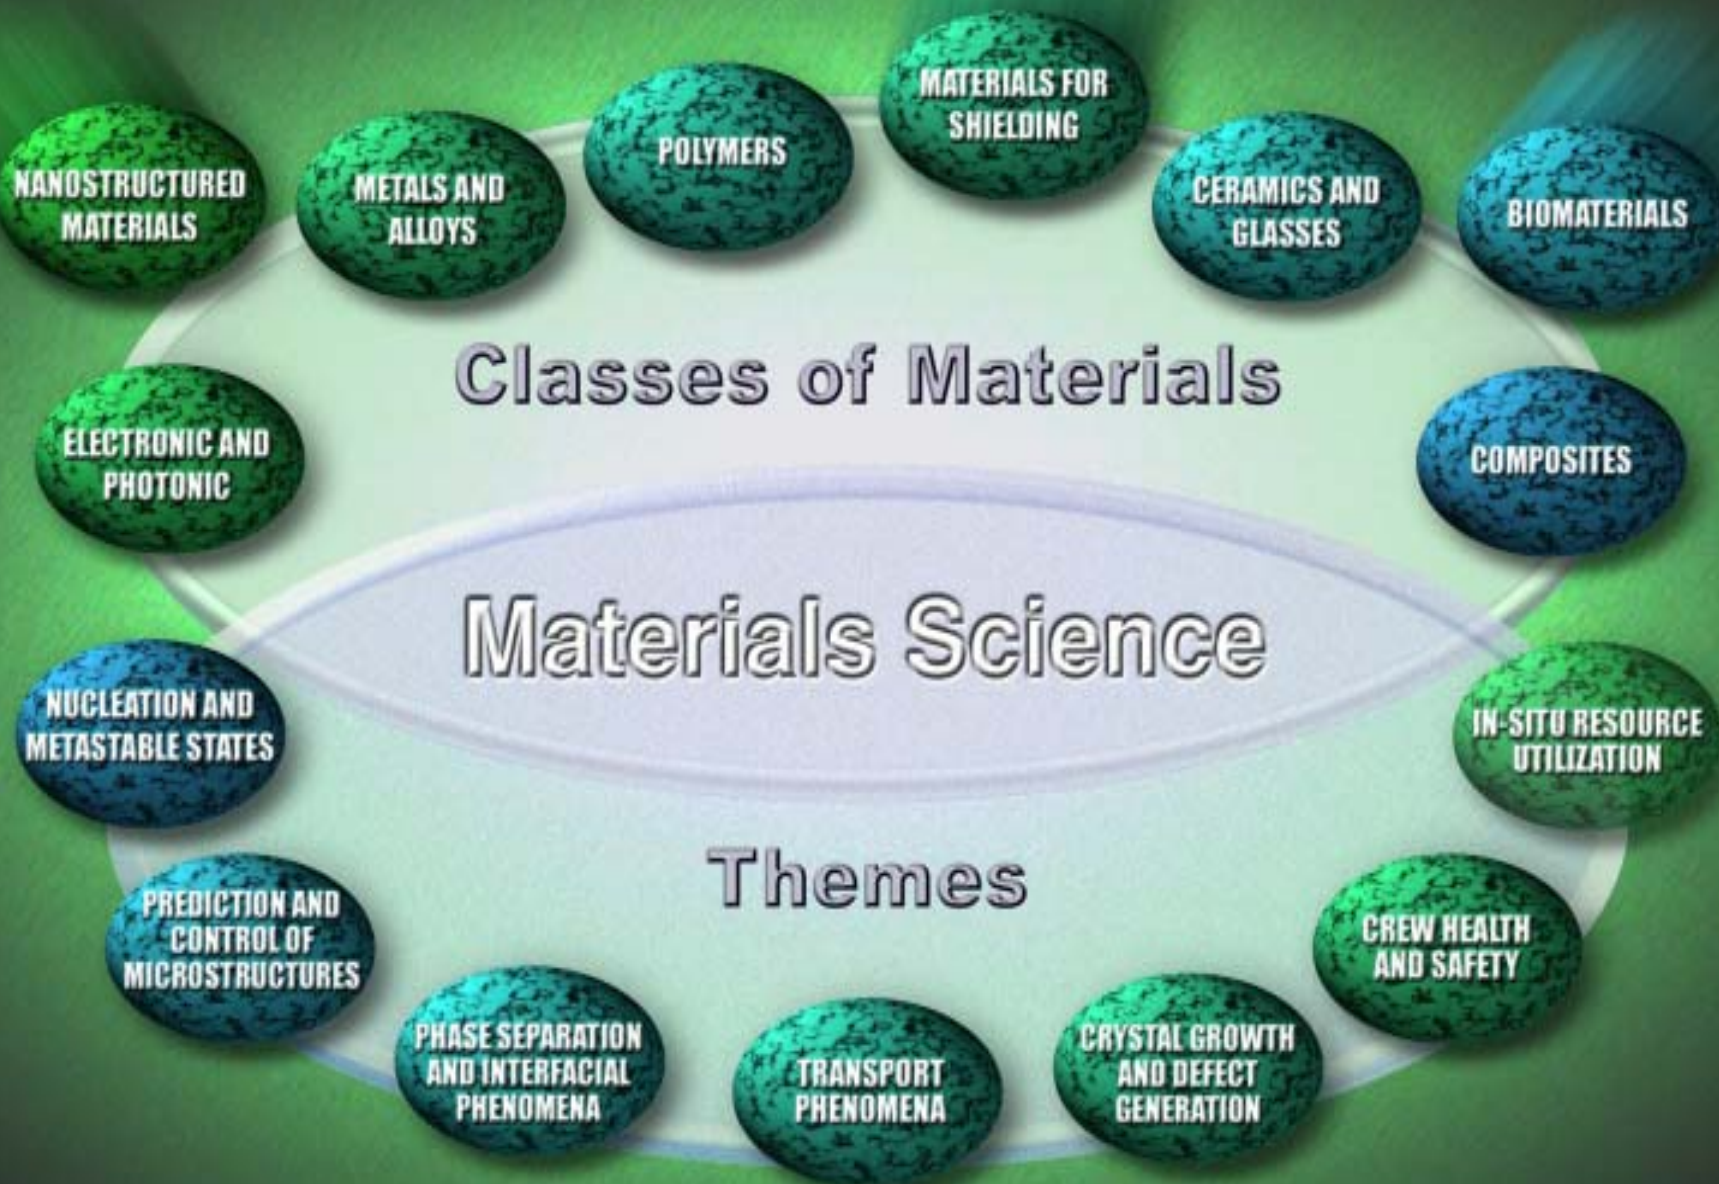 MATERIALS FOR
SHIELDING
POLYMERS
NANOSTRUCTURED
MATERIALS
METALS AND
ALLOYS
CERAMICS AND
GLASSES
BIOMATERIALS
Classes of Materials
ELECTRONIC AND
PHOTONIC
COMPOSITES
Materials Science
NUCLEATION AND
METASTABLE STATES
IN-SITU RESOURCE
UTILIZATION
Themes
PREDICTION AND
CONTROL OF
MICROSTRUCTURES
CREW HEALTH
AND SAFETY
PHASE SEPARATION
AND INTERFACIAL
PHENOMENA
TRANSPORT
PHENOMENA
CRYSTAL GROWTH
AND DEFECT
GENERATION